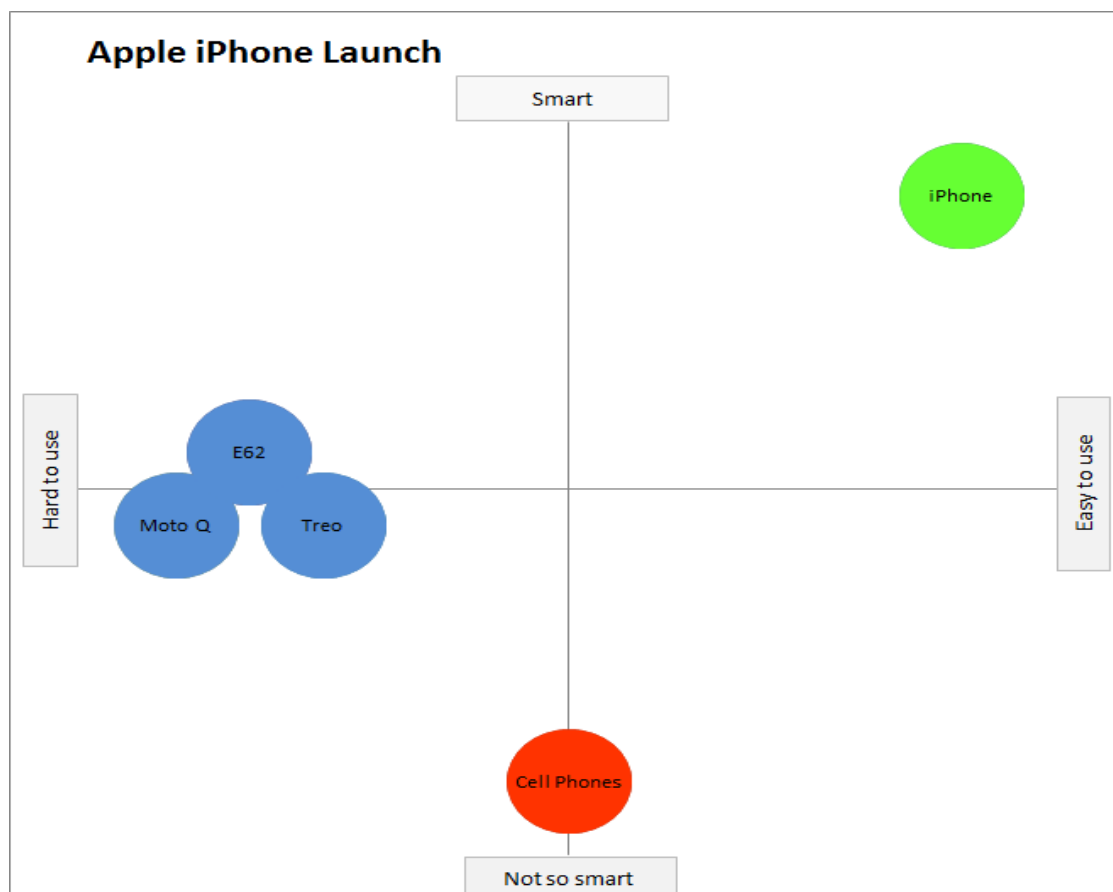 Apple iPhone Launch
Smart
iPhone
Hard to use
E62
Moto Q
Treo
Easy to use
Cell Phones
Not so smart